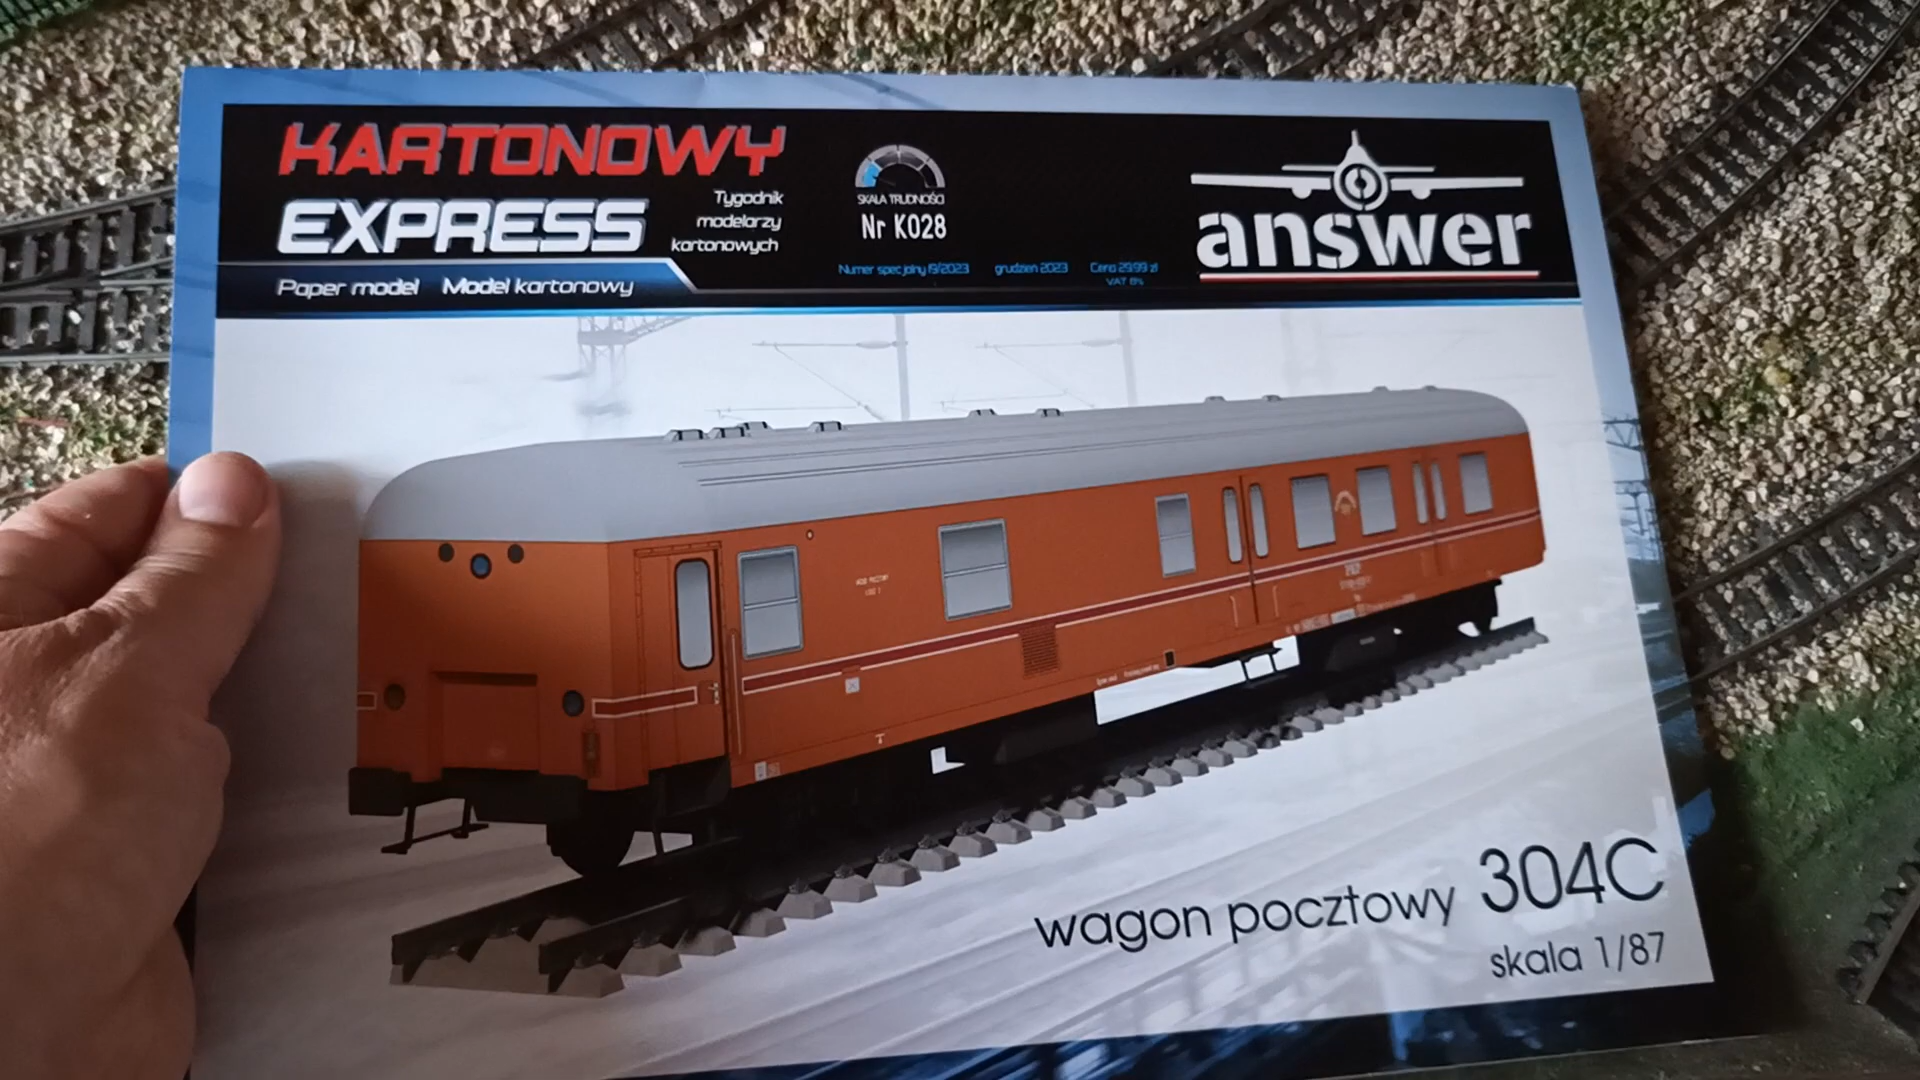 KARTONOWY
EXPRESS
Tygodnik
modelarzy
kartonowych
Paper model Model kartonowy
SKALA TRUDNOŚCI
Nr K028
Numer specjalny 19/2023 grudzień 2023 Cena 29.99 zł
VAT 8%
answer
wagon pocztowy 304C
skala 1/87